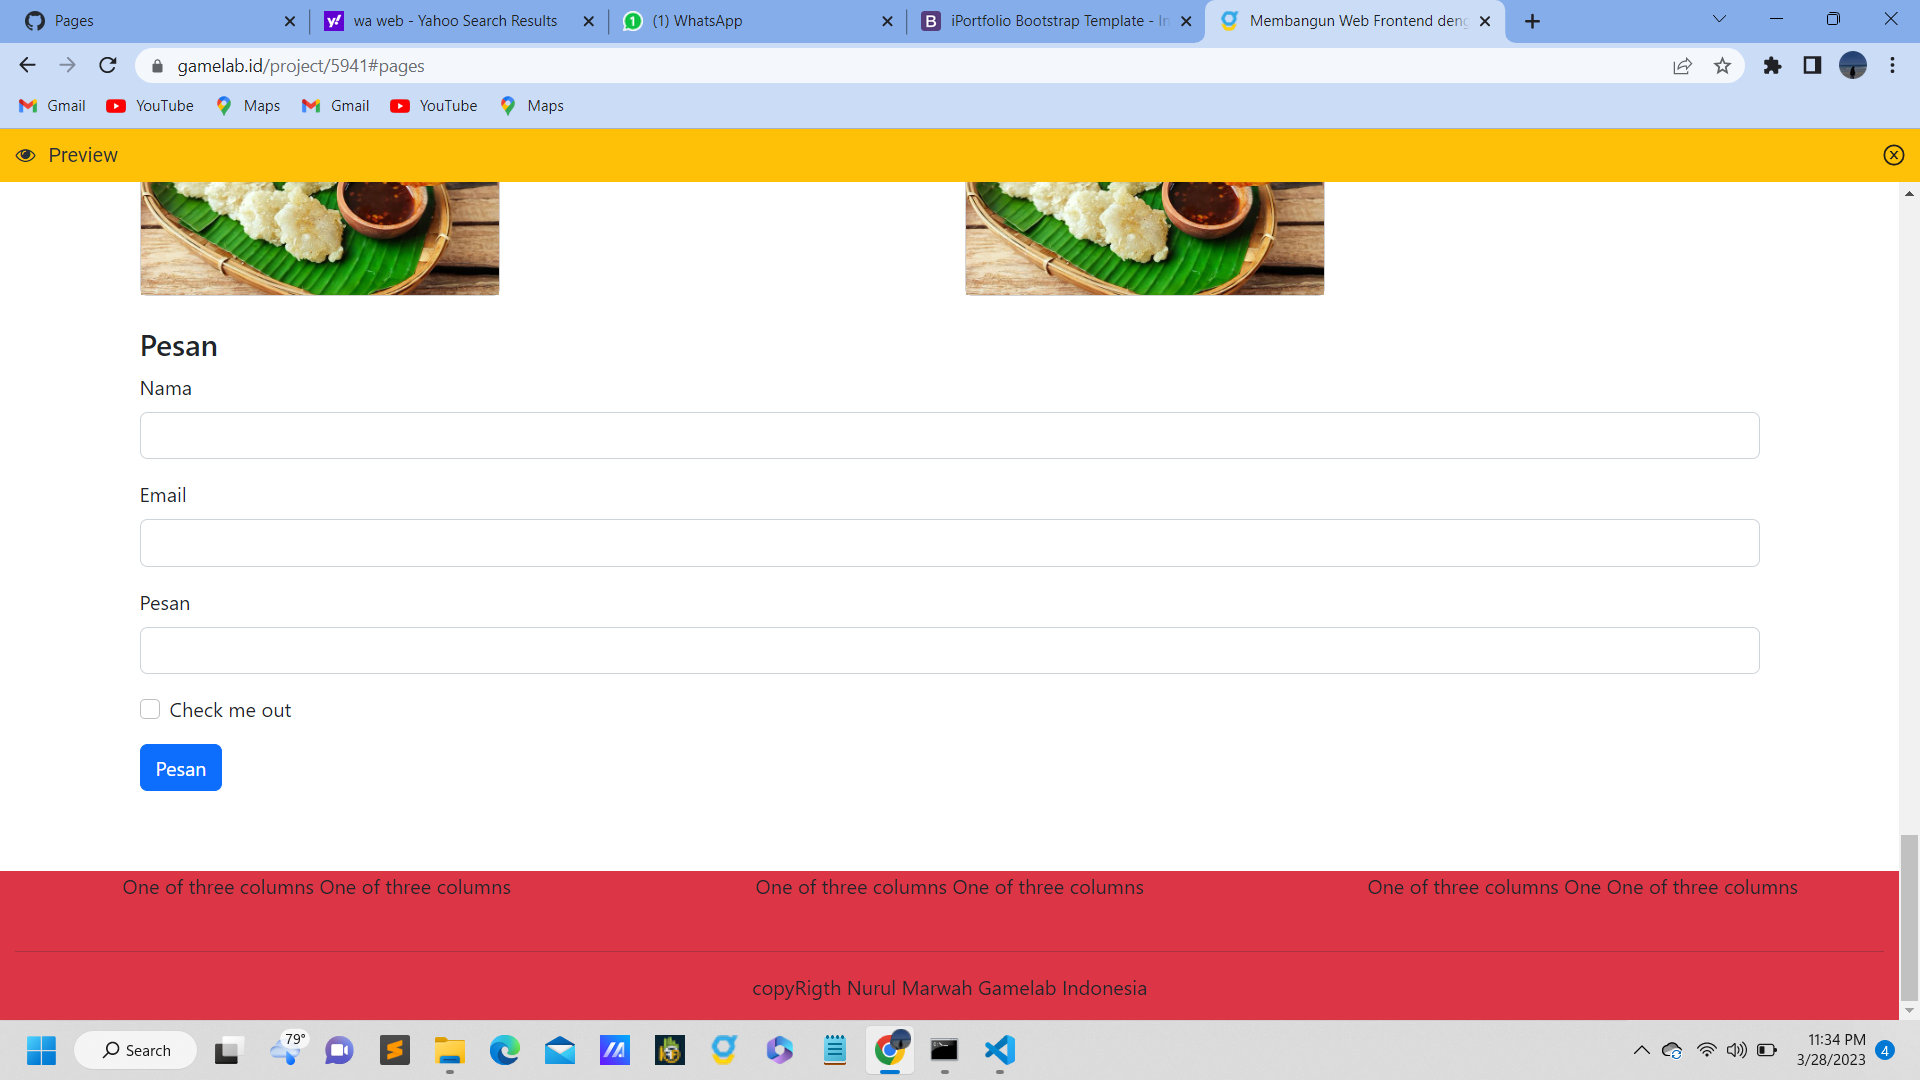 Pages
wa web - Yahoo Search Results
(1) WhatsApp
iPortfolio Bootstrap Template - In
Membangun Web Frontend deng
gamelab.id/project/5941#pages
Gmail YouTube Maps Gmail YouTube Maps
Preview
Pesan
Nama
Email
Pesan
Check me out
Pesan
One of three columns One of three columns
One of three columns One of three columns
One of three columns One One of three columns
copyRigth Nurul Marwah Gamelab Indonesia
Search
79°
11:34 PM
3/28/2023
4